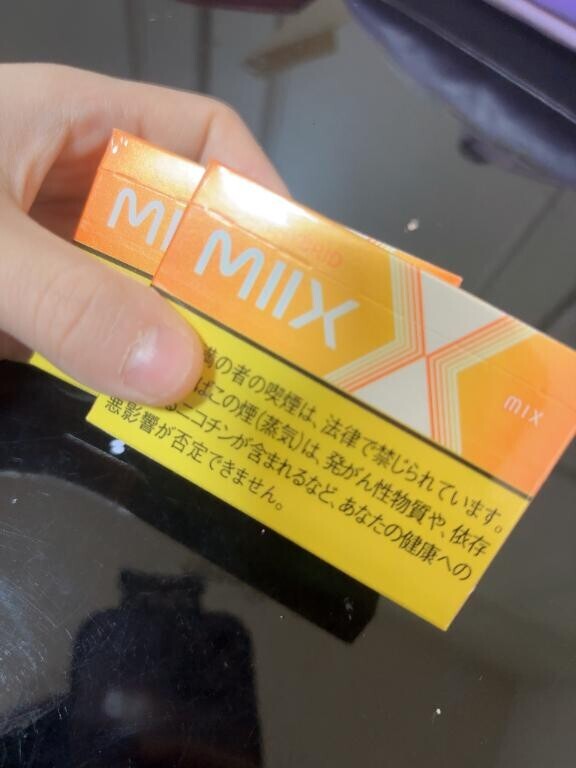 MI
MIIX
MIX
の者の喫煙は、法律で禁じられています。
ばこの煙(蒸気)は、発がん性物質や、依存
ニコチンが含まれるなど、あなたの健康への
悪影響が否定できません。